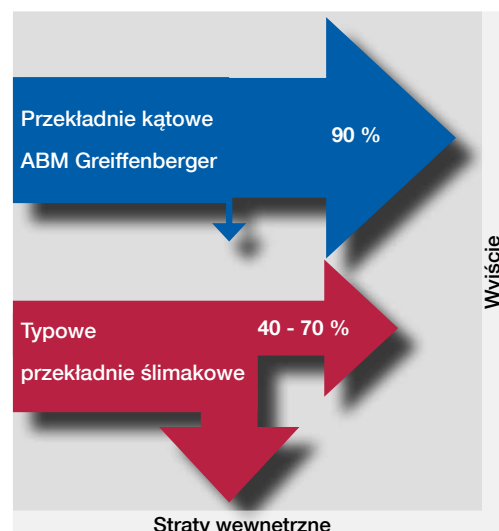 Przekładnie kątowe
ABM Greiffenberger
90 %
Wyjście
Typowe
40 - 70 %
przekładnie ślimakowe
Straty wewnętrzne